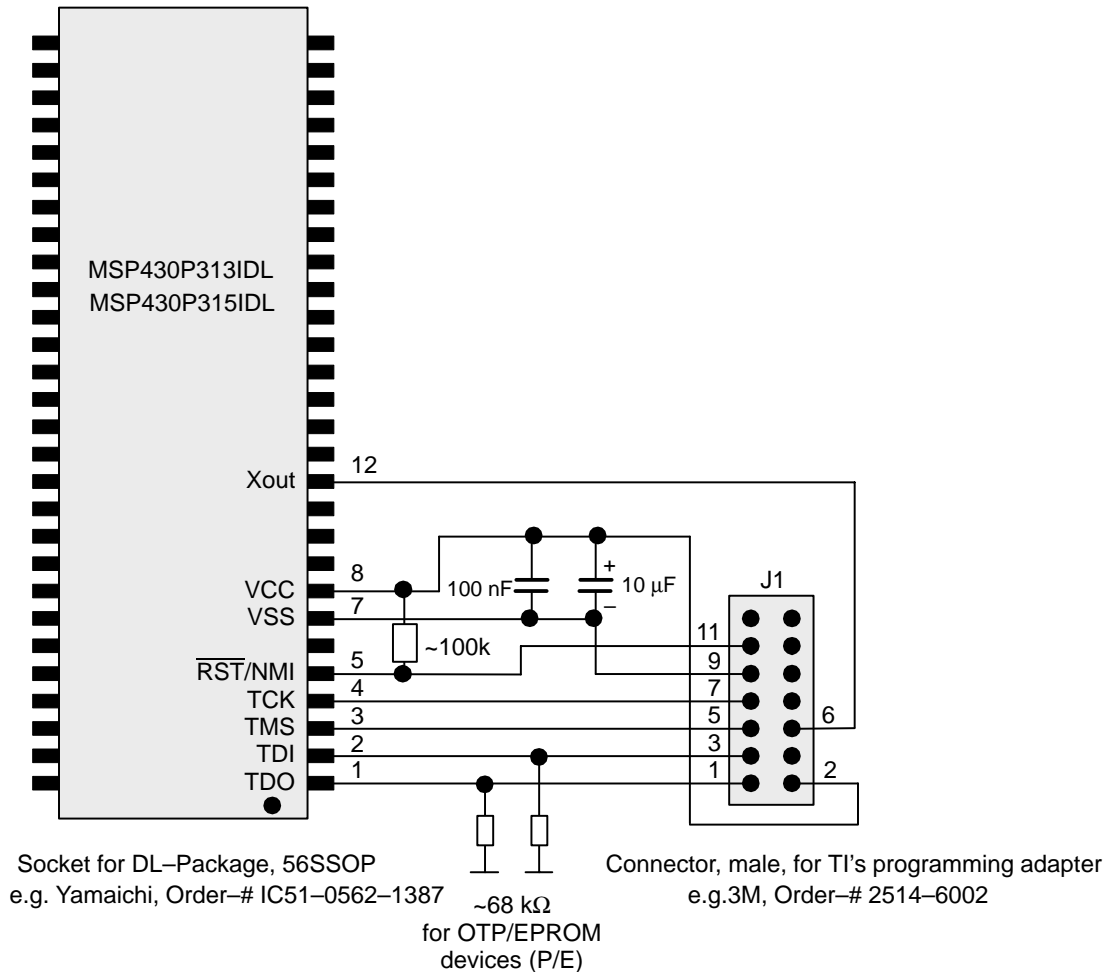 MSP430P313IDL
MSP430P315IDL
Xout
12
VCC
8
100 nF
+
10 μF
–
J1
VSS
7
~100k
11
RST/NMI
5
9
TCK
4
7
TMS
3
5
6
TDI
2
3
TDO
1
1
2
Socket for DL–Package, 56SSOP
e.g. Yamaichi, Order–# IC51–0562–1387
~68 kΩ
for OTP/EPROM
devices (P/E)
Connector, male, for TI's programming adapter
e.g.3M, Order–# 2514–6002